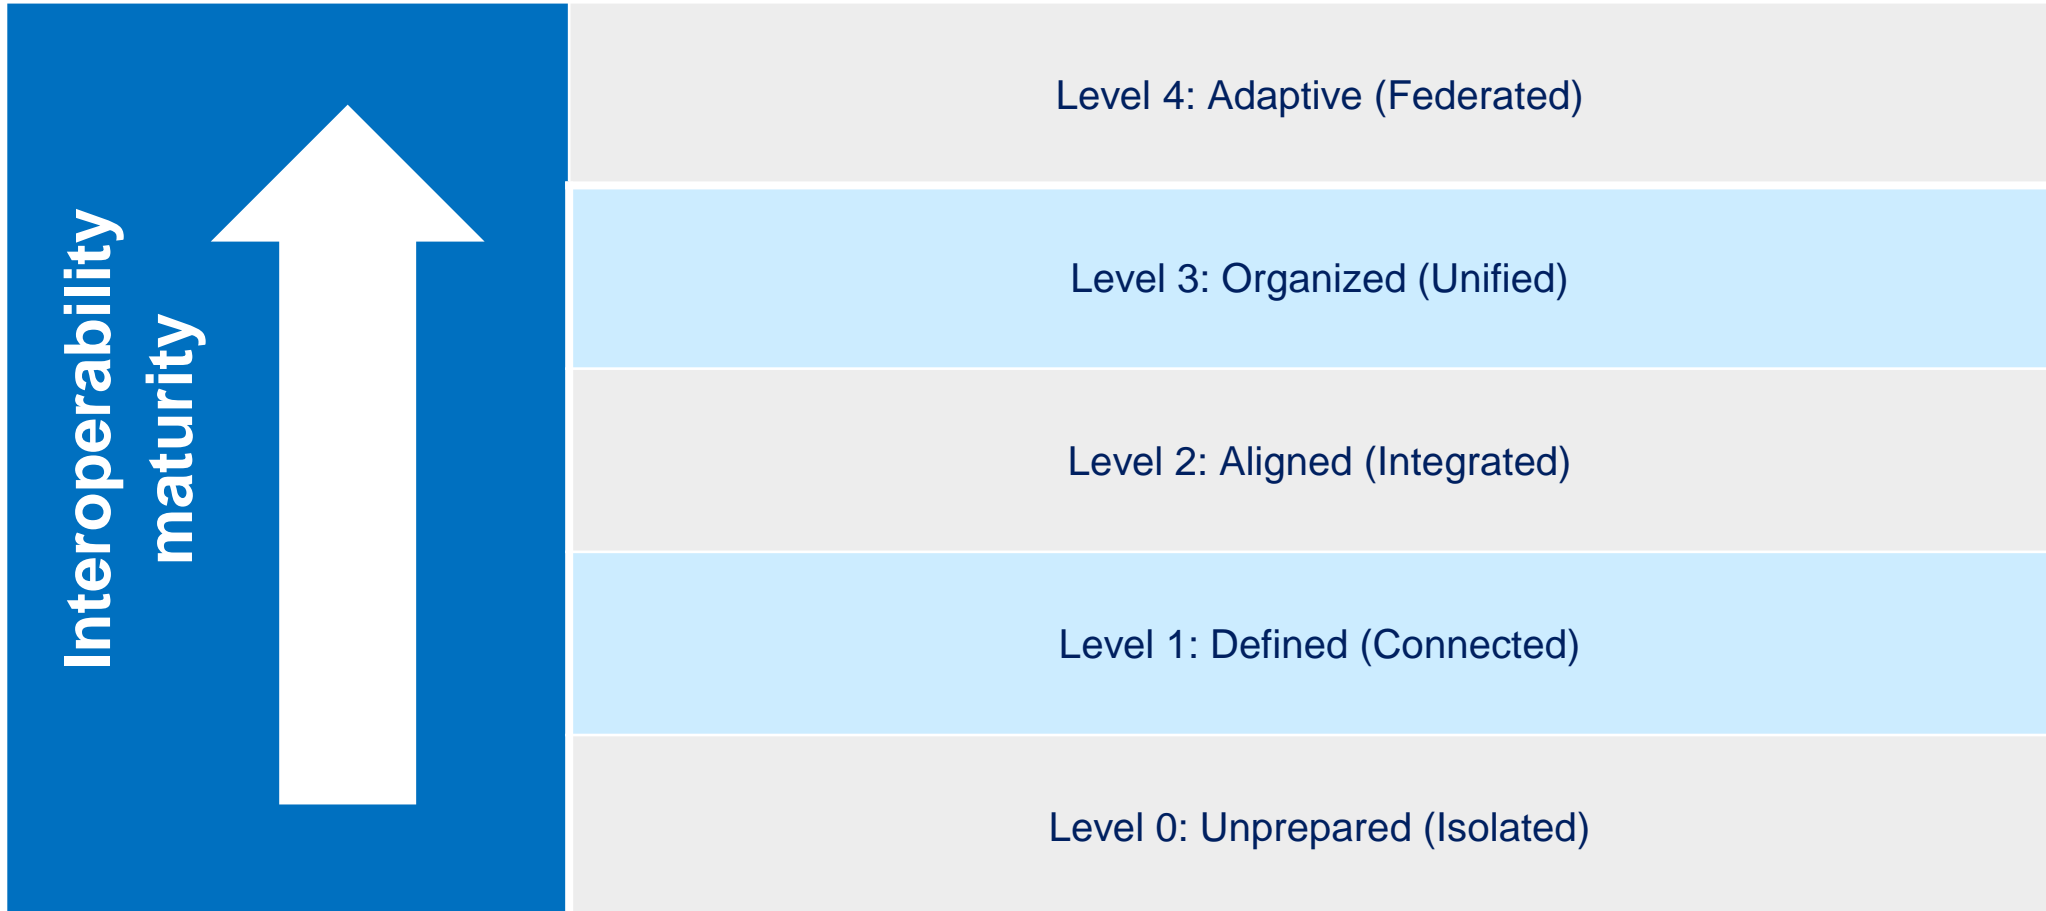 Interoperability
maturity
Level 4: Adaptive (Federated)
Level 3: Organized (Unified)
Level 2: Aligned (Integrated)
Level 1: Defined (Connected)
Level 0: Unprepared (Isolated)